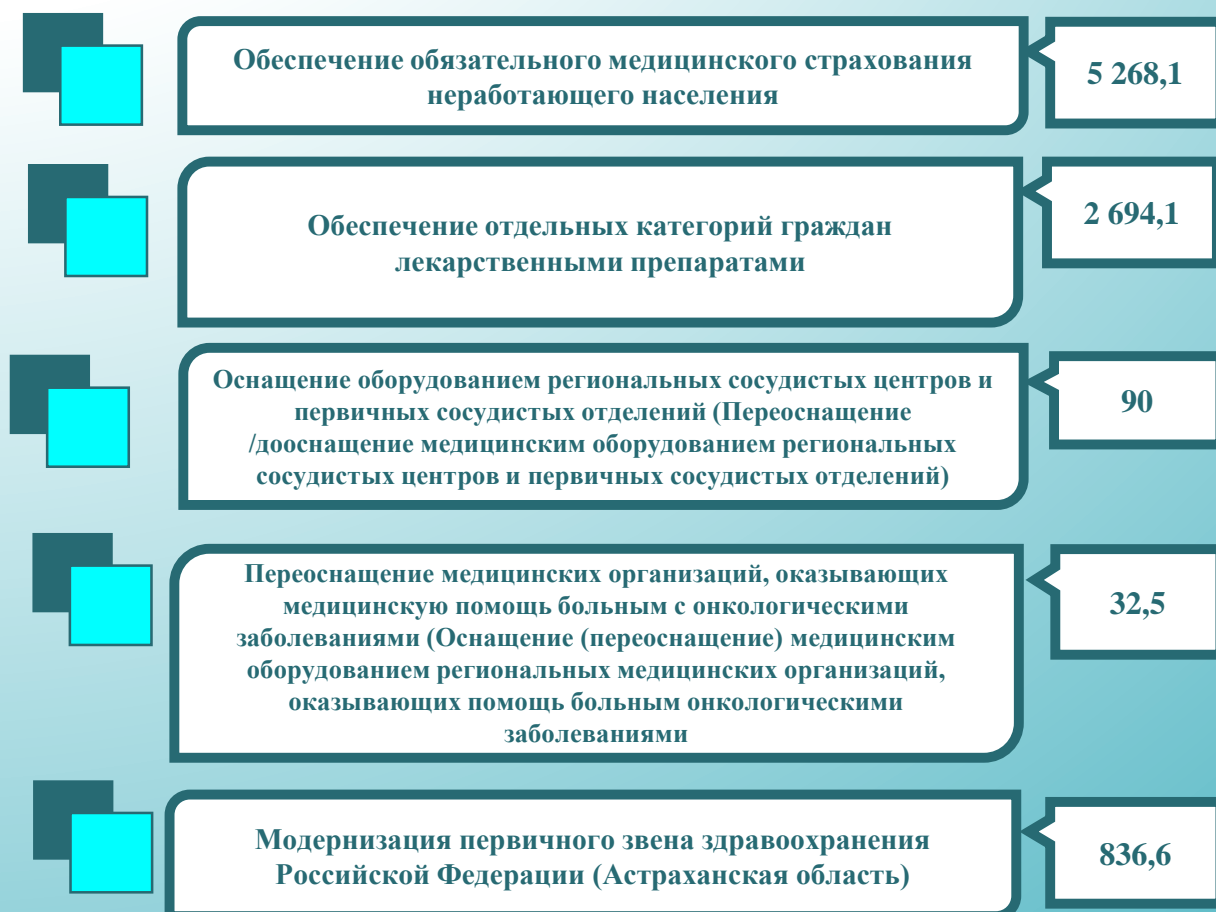 Обеспечение обязательного медицинского страхования
неработающего населения
5 268,1
Обеспечение отдельных категорий граждан
лекарственными препаратами
2 694,1
Оснащение оборудованием региональных сосудистых центров и
первичных сосудистых отделений (Переоснащение
/дооснащение медицинским оборудованием региональных
сосудистых центров и первичных сосудистых отделений)
90
Переоснащение медицинских организаций, оказывающих
медицинскую помощь больным с онкологическими
заболеваниями (Оснащение (переоснащение) медицинским
оборудованием региональных медицинских организаций,
оказывающих помощь больным онкологическими
заболеваниями
32,5
Модернизация первичного звена здравоохранения
Российской Федерации (Астраханская область)
836,6